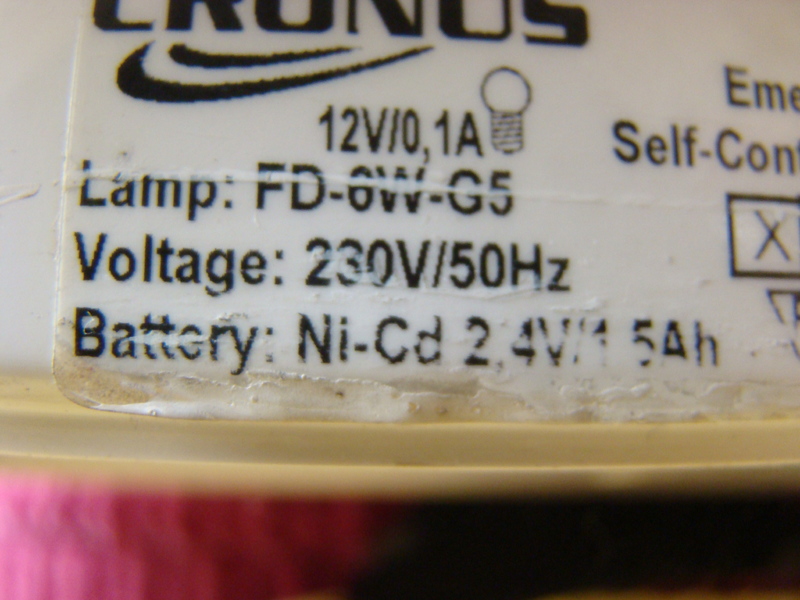 CRONUS
12V/0,1A
Lamp: FD-6W-G5
Voltage: 230V/50Hz
Battery: Ni-Cd 2,4V/1,5Ah
Eme
Self-Cont
X